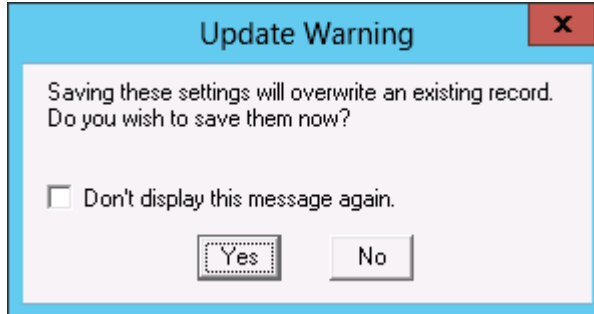 Update Warning
x
Saving these settings will overwrite an existing record.
Do you wish to save them now?
Don't display this message again.
Yes No